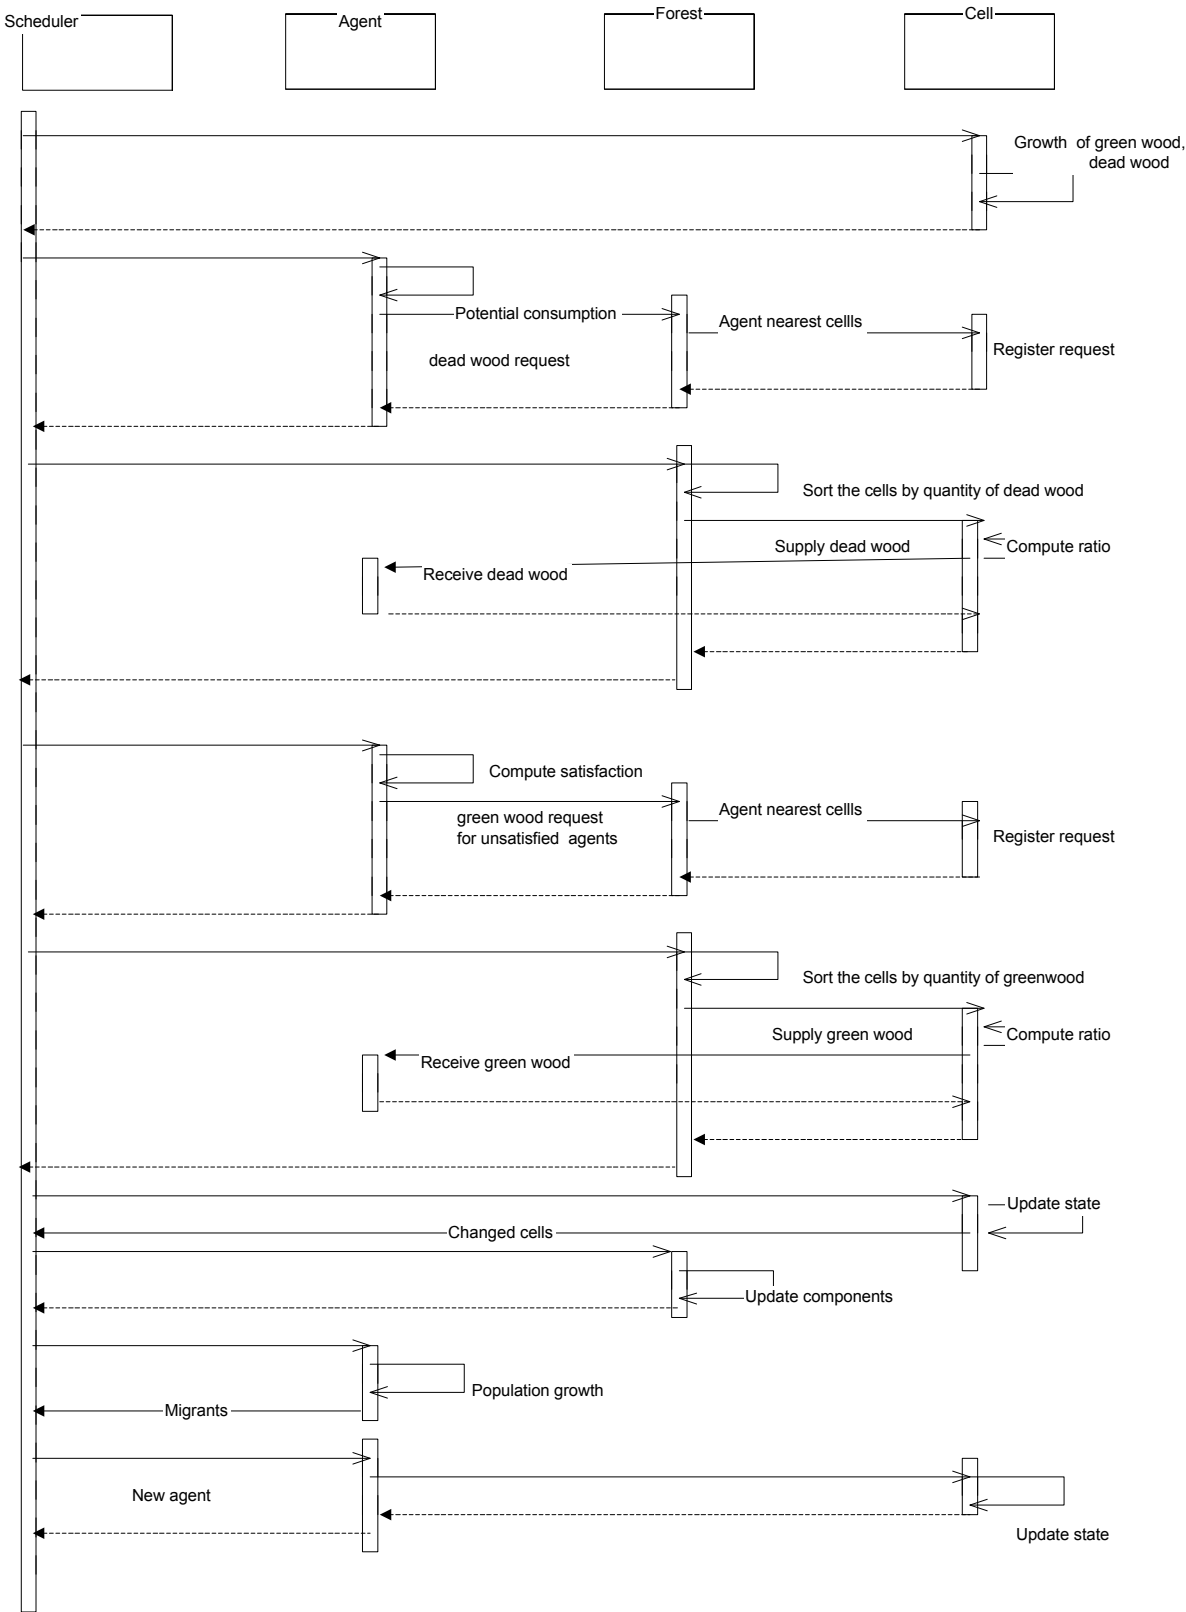 Scheduler
Agent
Forest
Cell
Growth of green wood,
dead wood
Potential consumption
Agent nearest cellls
dead wood request
Register request
Sort the cells by quantity of dead wood
Supply dead wood
Compute ratio
Receive dead wood
Compute satisfaction
green wood request
for unsatisfied agents
Agent nearest cellls
Register request
Sort the cells by quantity of greenwood
Supply green wood
Compute ratio
Receive green wood
Update state
Changed cells
Update components
Population growth
Migrants
New agent
Update state